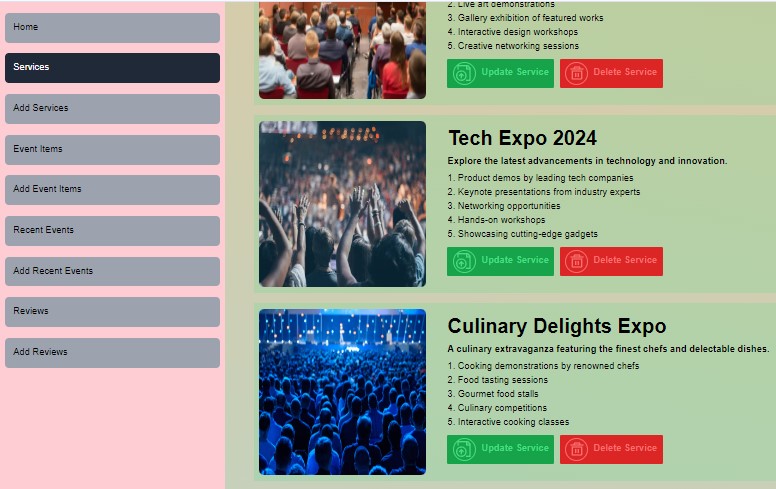 Home
Services
Add Services
Event Items
Add Event Items
Recent Events
Add Recent Events
Reviews
Add Reviews
2. Live art demonstrations
3. Gallery exhibition of featured works
4. Interactive design workshops
5. Creative networking sessions
Update Service
Delete Service
Tech Expo 2024
Explore the latest advancements in technology and innovation.
1. Product demos by leading tech companies
2. Keynote presentations from industry experts
3. Networking opportunities
4. Hands-on workshops
5. Showcasing cutting-edge gadgets
Update Service
Delete Service
Culinary Delights Expo
A culinary extravaganza featuring the finest chefs and delectable dishes.
1. Cooking demonstrations by renowned chefs
2. Food tasting sessions
3. Gourmet food stalls
4. Culinary competitions
5. Interactive cooking classes
Update Service
Delete Service